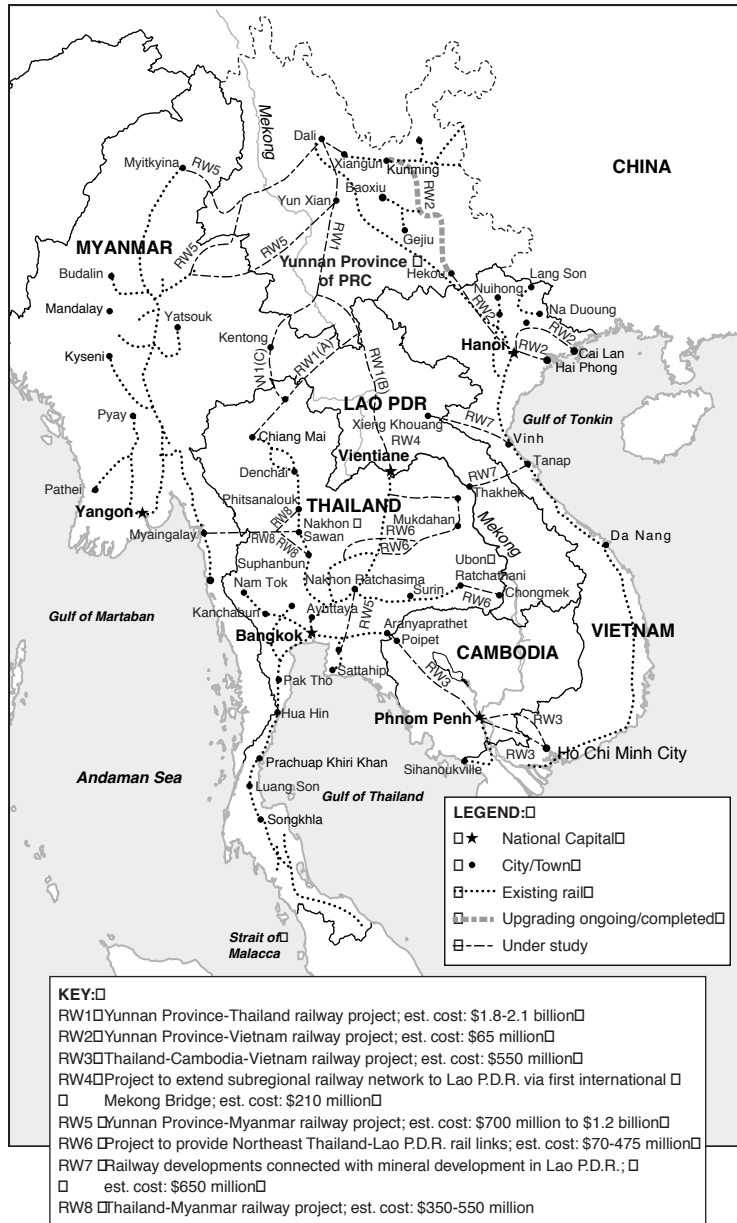 Mekong
Dali
Myitkyina
RW5
Xiangun
Kunming
CHINA
Baoxiu
RW2
Yun Xian
RW1
Gejiu
MYANMAR
RW5
RW5
Yunnan Province
of PRC
Hekou
Lang Son
Budalin
Nuihong
RW2
Na Duoung
Mandalay
Yatsouk
Kentong
RW1(A)
RW1(B)
W1(C)
Hanoi
RW2
RW2
Cai Lan
Hai Phong
Kyseni
LAO PDR
Gulf of Tonkin
Pyay
Xieng Khouang
RW7
RW4
Chiang Mai
Vientiane
Vinh
Denchai
RW7
Tanap
Pathei
Phitsanalouk
THAILAND
Thakhek
Yangon
RW8
Nakhon
Sawan
Mukdahan
Mekong
Myaingalay
RW8
RW8
RW6
RW6
Da Nang
Suphanbun
Ubon
Ratchathani
Nam Tok
Nakhon Ratchasima
Surin
RW6
Chongmek
Gulf of Martaban
Kanchabun
Ayuttaya
RW5
Aranyaprathet
Bangkok
Poipet
VIETNAM
CAMBODIA
Sattahip
RW3
Pak Tho
Phnom Penh
RW3
Hua Hin
RW3
Ho Chi Minh City
Prachuap Khiri Khan
Sihanoukville
Andaman Sea
Luang Son
Gulf of Thailand
Songkhla
LEGEND:
National Capital
City/Town
Existing rail
Upgrading ongoing/completed
Under study
Strait of
Malacca
KEY:
RW1 Yunnan Province-Thailand railway project; est. cost: $1.8-2.1 billion
RW2 Yunnan Province-Vietnam railway project; est. cost: $65 million
RW3 Thailand-Cambodia-Vietnam railway project; est. cost: $550 million
RW4 Project to extend subregional railway network to Lao P.D.R. via first international
Mekong Bridge; est. cost: $210 million
RW5 Yunnan Province-Myanmar railway project; est. cost: $700 million to $1.2 billion
RW6 Project to provide Northeast Thailand-Lao P.D.R. rail links; est. cost: $70-475 million
RW7 Railway developments connected with mineral development in Lao P.D.R.;
est. cost: $650 million
RW8 Thailand-Myanmar railway project; est. cost: $350-550 million